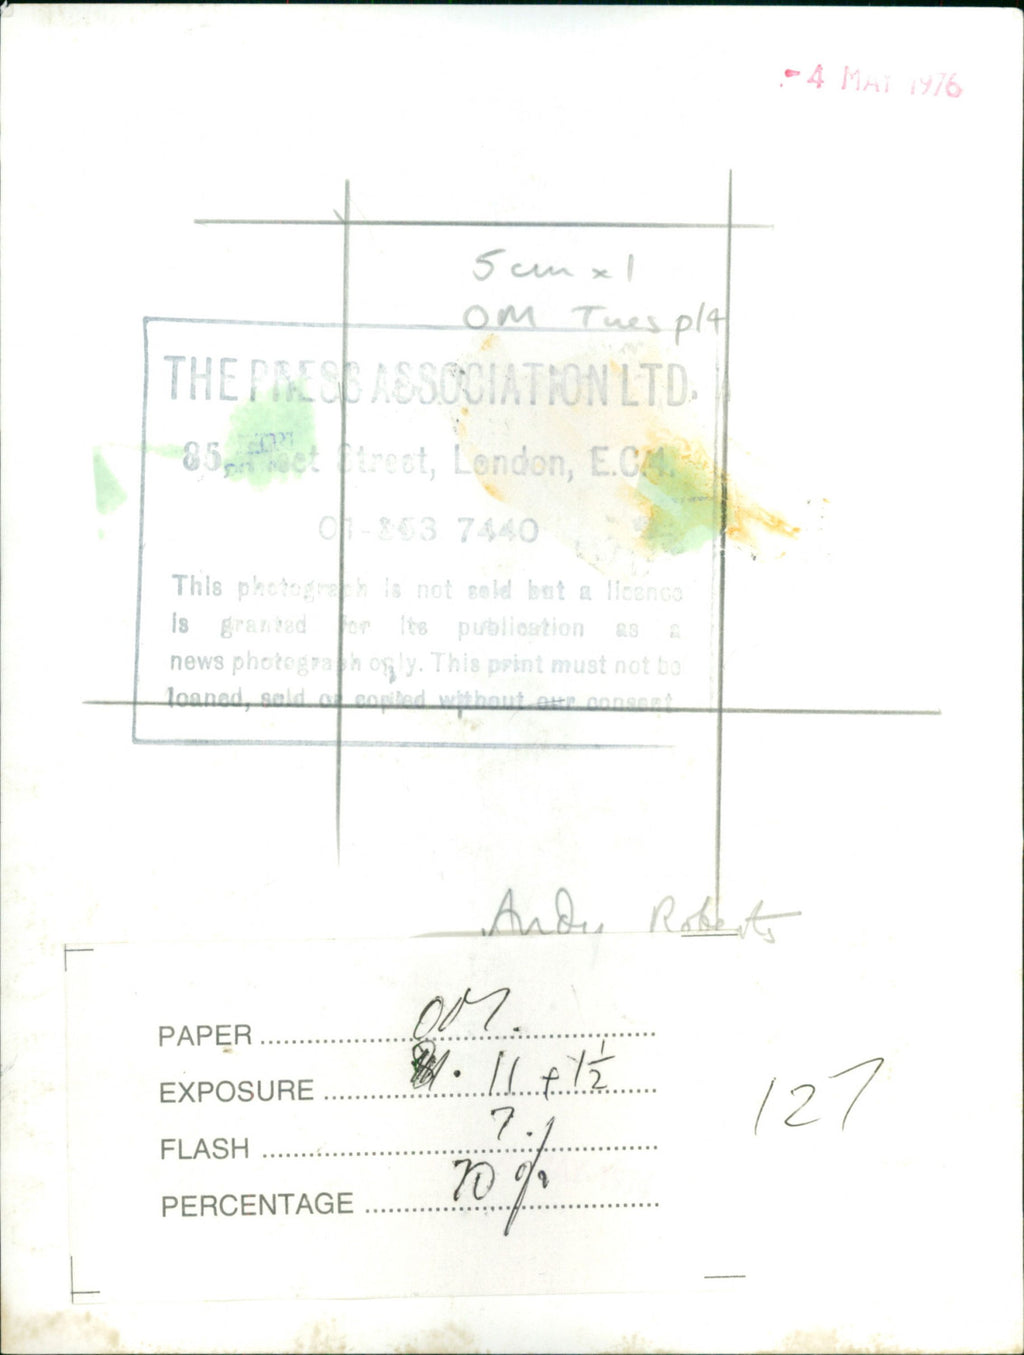 -4 MAY 1976
5 cm x 1
OM Tues p/4
THE PRESS ASSOCIATION LTD.
85, Fleet Street, London, E.C.4.
01-353 7440
This photograph is not sold but a licence
is granted for its publication as a
news photograph only. This print must not be
loaned, sold or copied without our consent
Andy Roberts
PAPER ..... OM.
EXPOSURE ..... 11 + 1 1/2
FLASH ..... 7.
PERCENTAGE ..... 70 %
127